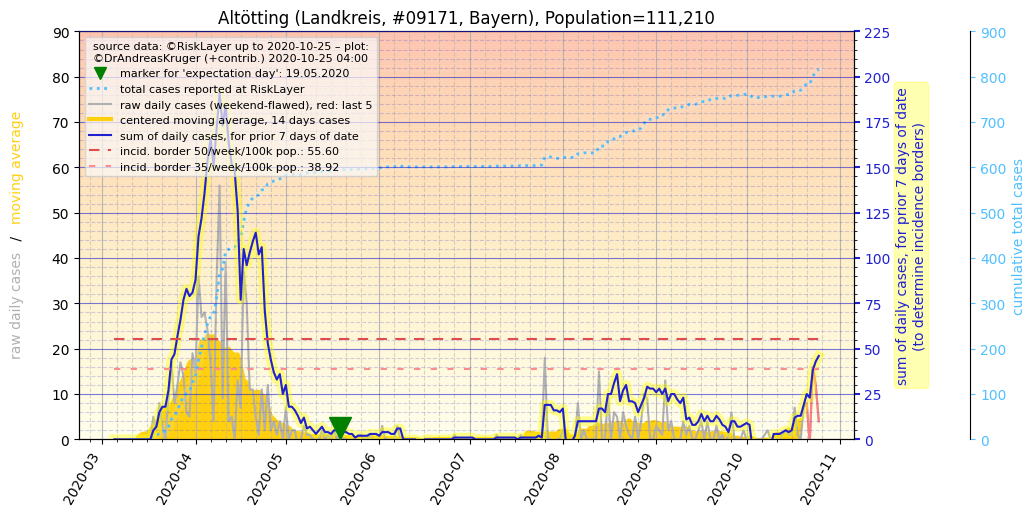 Altötting (Landkreis, #09171, Bayern), Population=111,210
source data: ©RiskLayer up to 2020-10-25 – plot:
©DrAndreasKruger (+contrib.) 2020-10-25 04:00
marker for 'expectation day': 19.05.2020
total cases reported at RiskLayer
raw daily cases (weekend-flawed), red: last 5
centered moving average, 14 days cases
sum of daily cases, for prior 7 days of date
incid. border 50/week/100k pop.: 55.60
incid. border 35/week/100k pop.: 38.92
raw daily cases / moving average
90
80
70
60
50
40
30
20
10
0
225
200
175
150
125
100
75
50
25
0
sum of daily cases, for prior 7 days of date
(to determine incidence borders)
900
800
700
600
500
400
300
200
100
0
cumulative total cases
2020-03
2020-04
2020-05
2020-06
2020-07
2020-08
2020-09
2020-10
2020-11